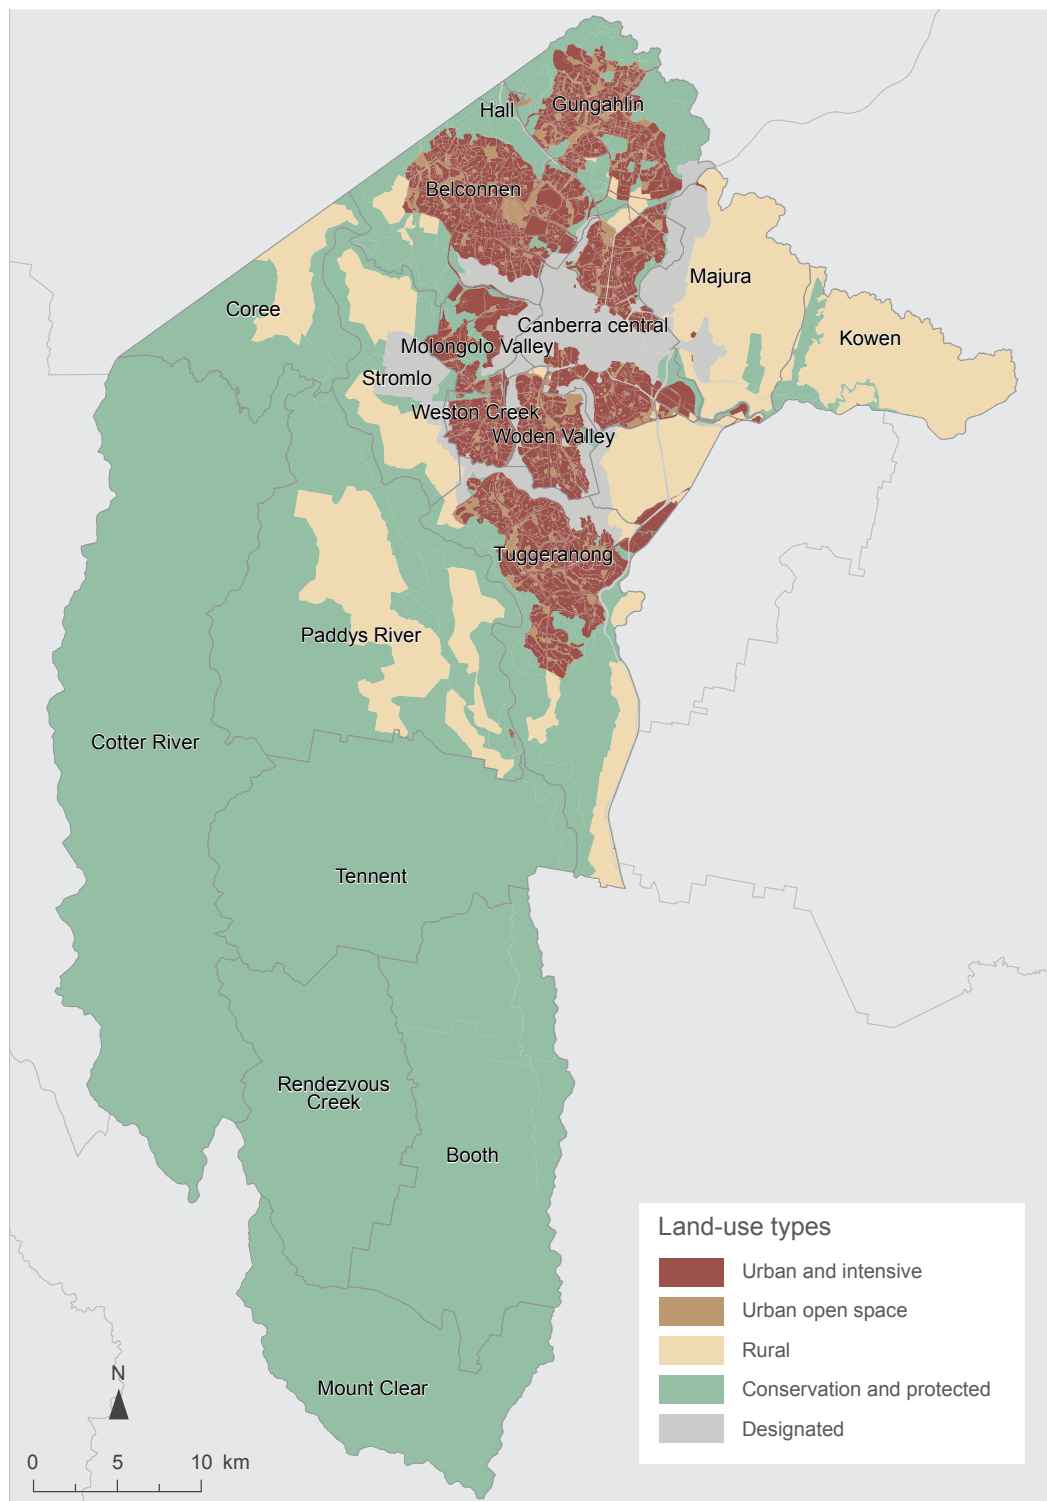 Hall
Gungahlin
Belconnen
Majura
Coree
Canberra central
Kowen
Molongolo Valley
Stromlo
Weston Creek
Woden Valley
Tuggeranong
Paddys River
Cotter River
Tennent
Rendezvous
Creek
Booth
Mount Clear
Land-use types
Urban and intensive
Urban open space
Rural
Conservation and protected
Designated
N
0 5 10 km